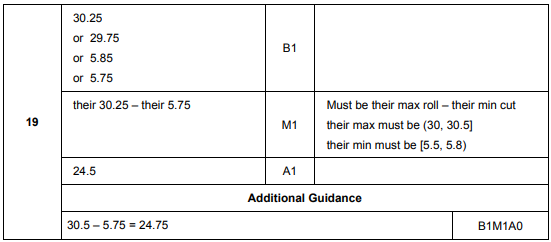 30.25
or 29.75
or 5.85
or 5.75
B1
19
their 30.25 – their 5.75
M1
Must be their max roll – their min cut
their max must be (30, 30.5]
their min must be [5.5, 5.8)
24.5
A1
Additional Guidance
30.5 – 5.75 = 24.75
B1M1A0